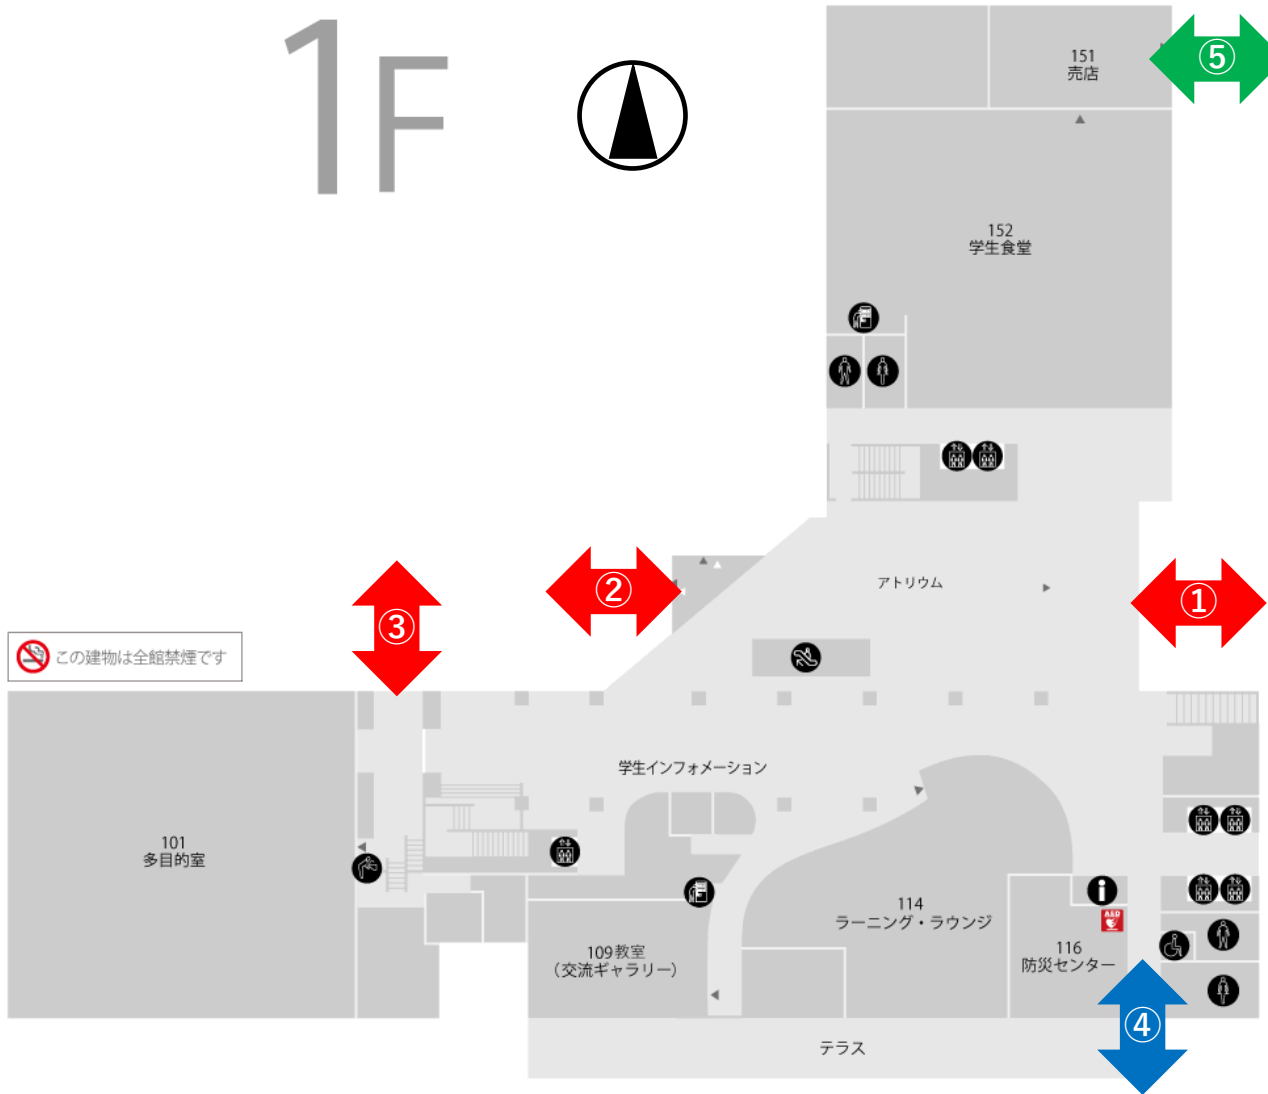 1F
151
売店
⑤
152
学生食堂
アトリウム
②
①
③
この建物は全館禁煙です
学生インフォメーション
101
多目的室
114
ラーニング・ラウンジ
AED
109教室
(交流ギャラリー)
116
防災センター
④
テラス